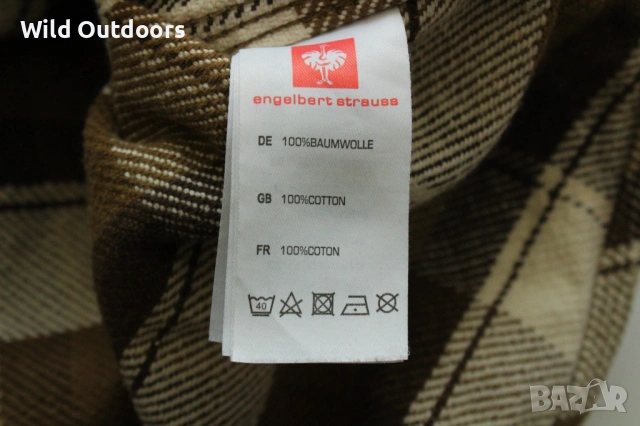 Wild Outdoors
engelbert strauss
DE 100%BAUMWOLLE
GB 100%COTTON
FR 100%COTON
40
BAZAR